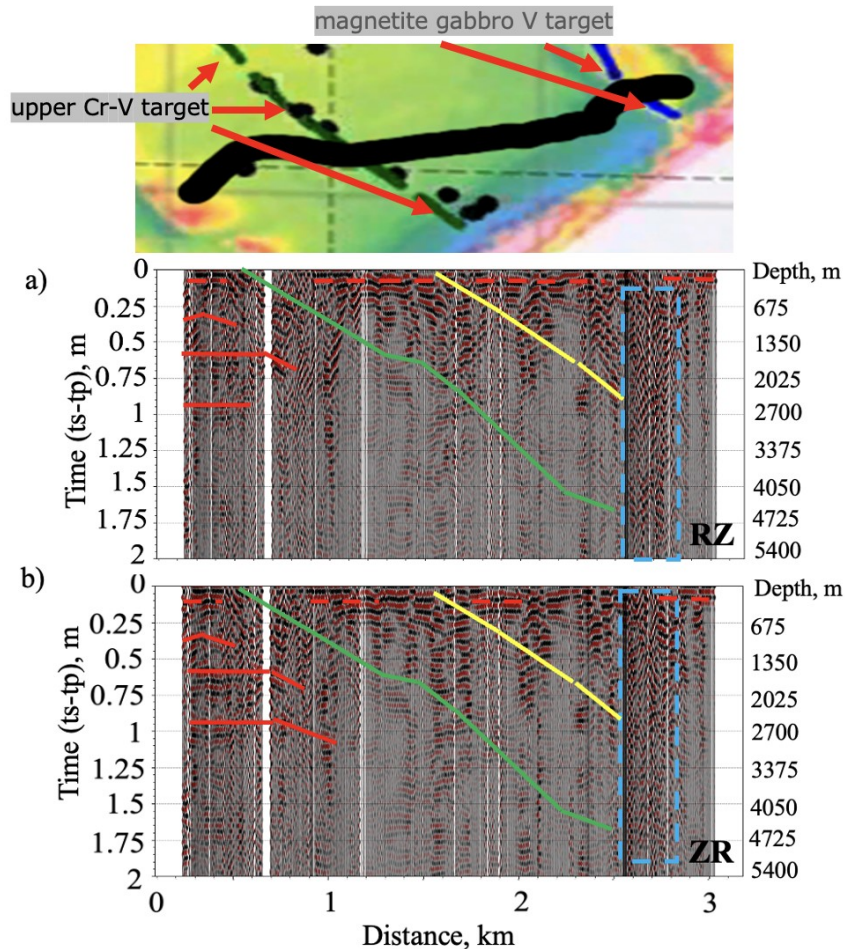 magnetite gabbro V target
upper Cr-V target
a)
0
0.25
0.5
0.75
1
1.25
1.5
1.75
2
Time (ts-tp), m
Depth, m
675
1350
2025
2700
3375
4050
4725
5400
RZ
b)
0
0.25
0.5
0.75
1
1.25
1.5
1.75
2
Time (ts-tp), m
Depth, m
675
1350
2025
2700
3375
4050
4725
5400
ZR
0 1 2 3
Distance, km